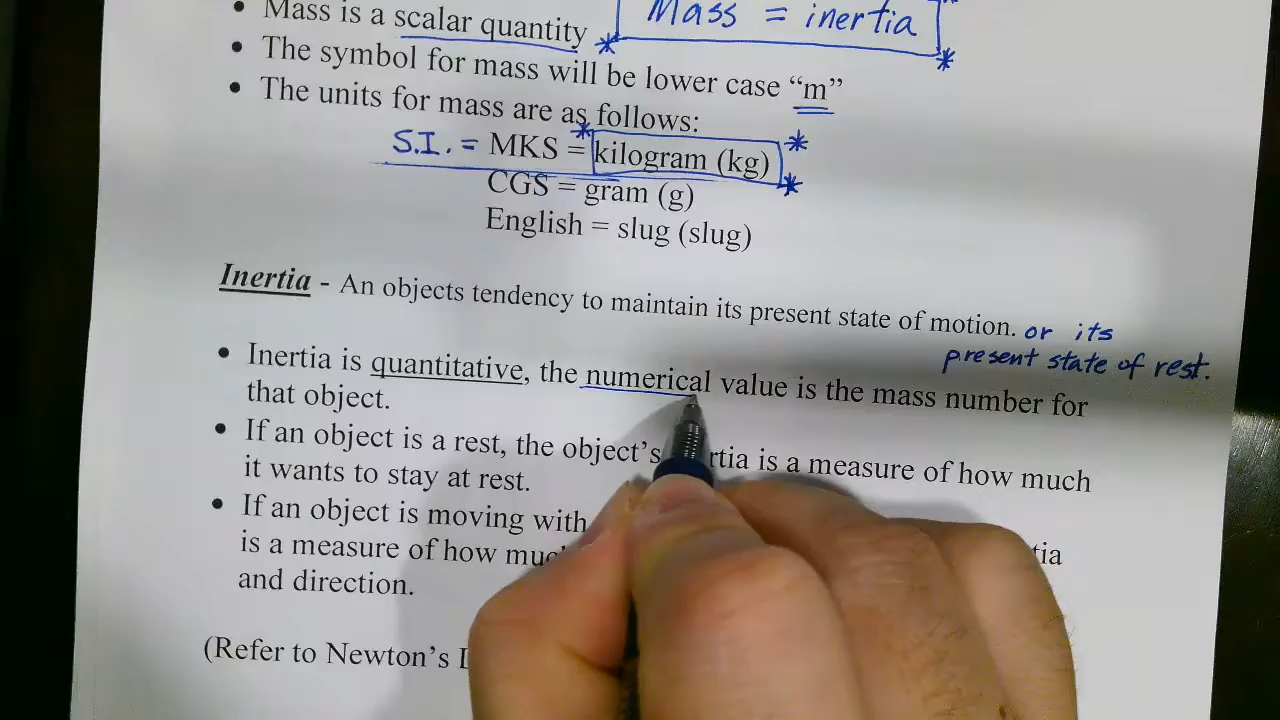 • Mass is a scalar quantity * Mass = inertia *
• The symbol for mass will be lower case “m”
• The units for mass are as follows:
S.I. = MKS = * kilogram (kg) * *
CGS = gram (g)
English = slug (slug)
Inertia - An objects tendency to maintain its present state of motion. or its
present state of rest.
• Inertia is quantitative, the numerical value is the mass number for
that object.
• If an object is a rest, the object’s rtia is a measure of how much
it wants to stay at rest.
• If an object is moving with tia
is a measure of how muc
and direction.
(Refer to Newton’s